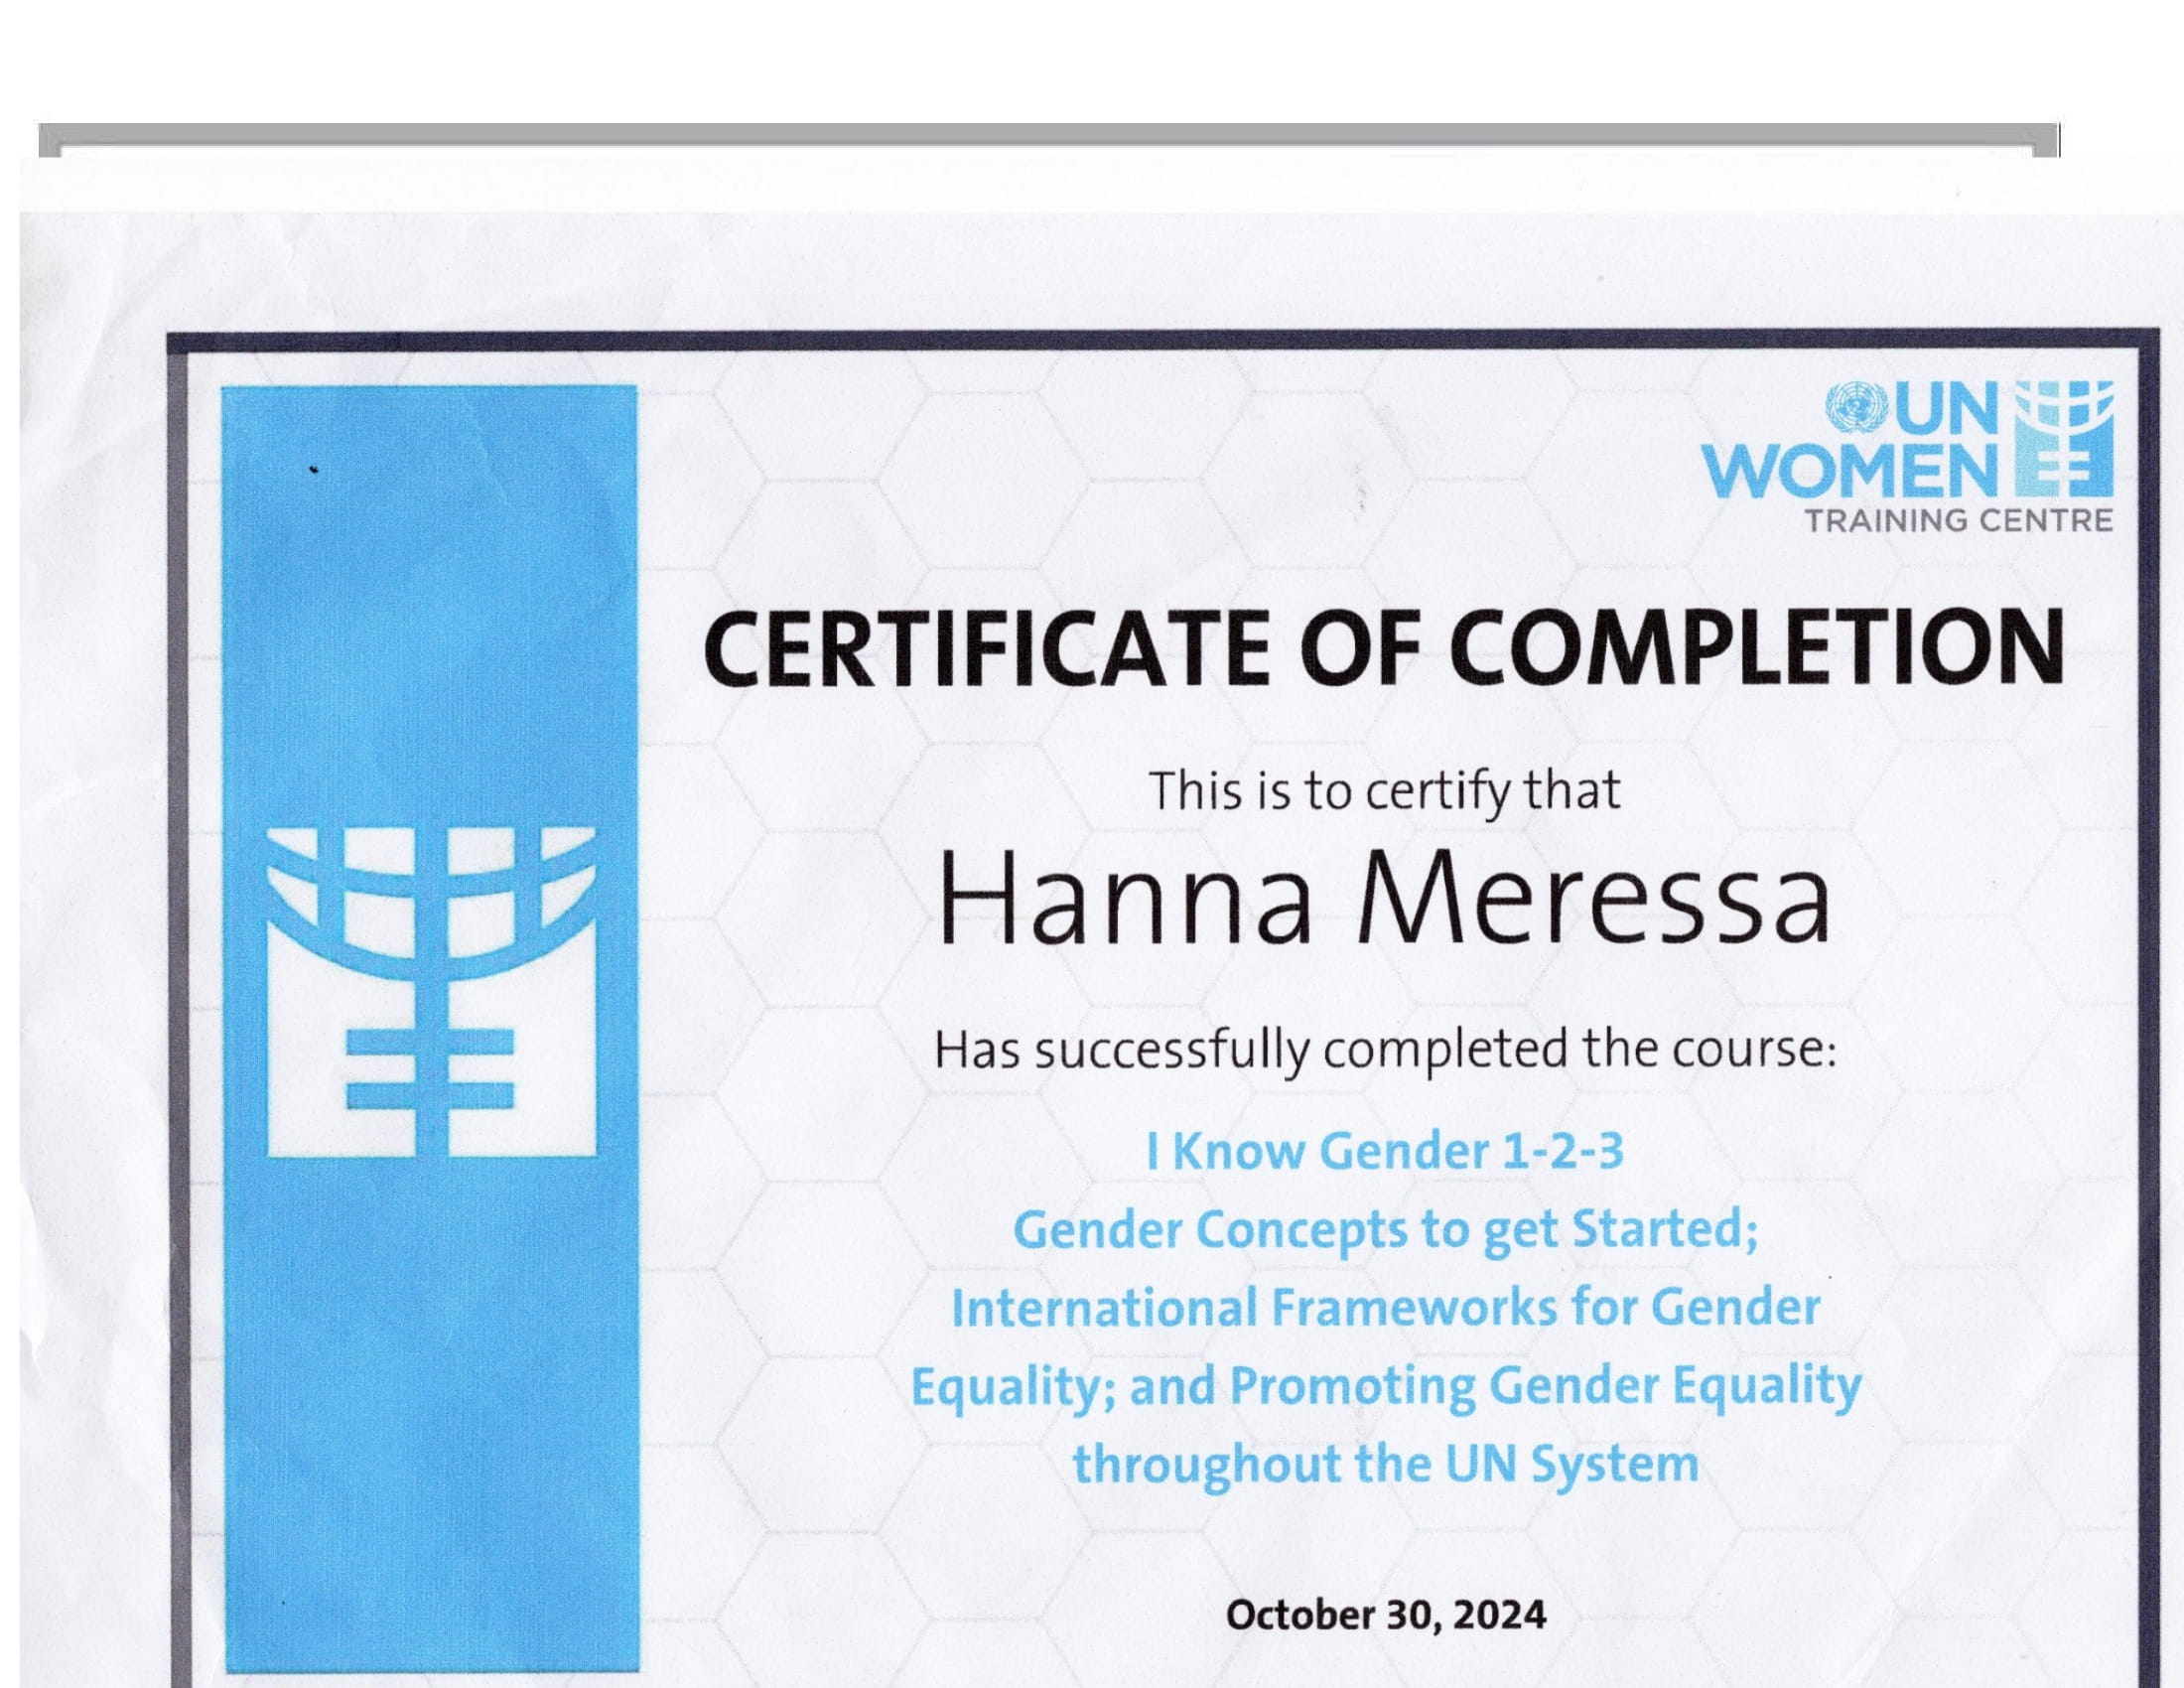 UN
WOMEN
TRAINING CENTRE
CERTIFICATE OF COMPLETION
This is to certify that
Hanna Meressa
Has successfully completed the course:
I Know Gender 1-2-3
Gender Concepts to get Started;
International Frameworks for Gender
Equality; and Promoting Gender Equality
throughout the UN System
October 30, 2024